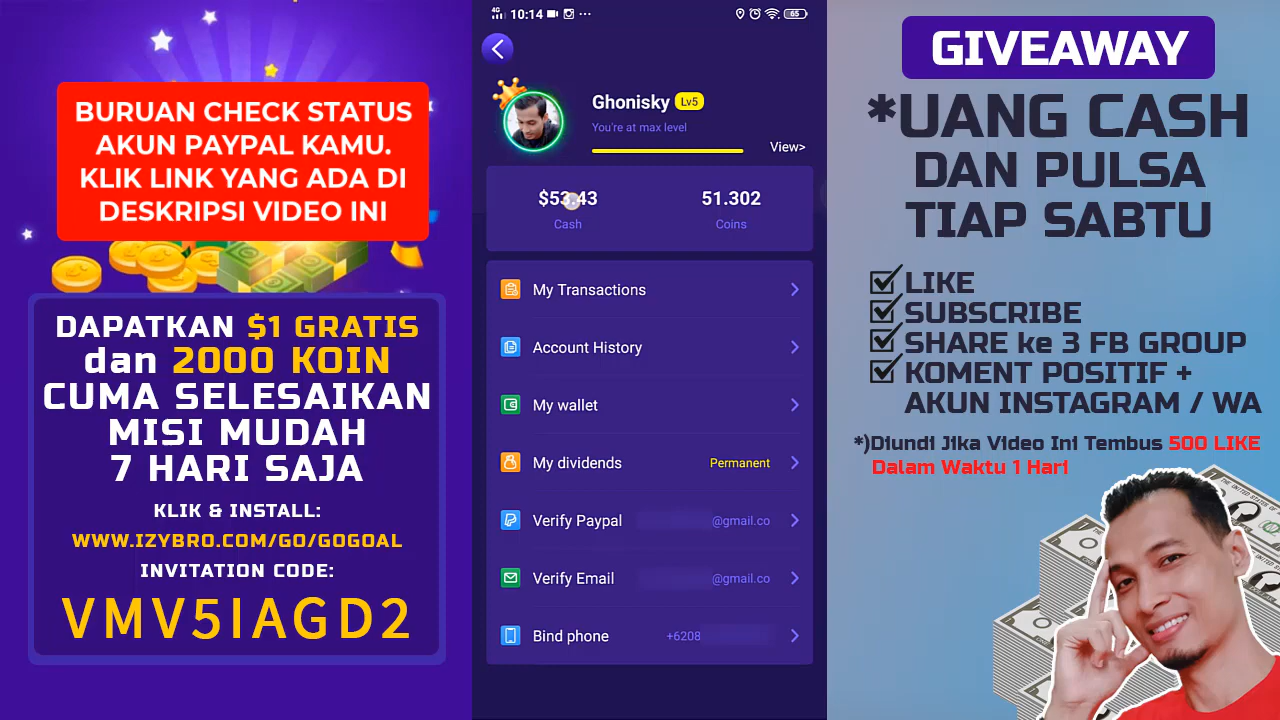 BURUAN CHECK STATUS
AKUN PAYPAL KAMU.
KLIK LINK YANG ADA DI
DESKRIPSI VIDEO INI
DAPATKAN $1 GRATIS
dan 2000 KOIN
CUMA SELESAIKAN
MISI MUDAH
7 HARI SAJA
KLIK & INSTALL:
WWW.IZYBRO.COM/GO/GOGOAL
INVITATION CODE:
VMV5IAGD2
4G 10:14 65
Ghonisky Lv5
You're at max level
View>
$53.43 51.302
Cash Coins
My Transactions
Account History
My wallet
My dividends Permanent
Verify Paypal @gmail.co
Verify Email @gmail.co
Bind phone +6208
GIVEAWAY
*UANG CASH
DAN PULSA
TIAP SABTU
LIKE
SUBSCRIBE
SHARE ke 3 FB GROUP
KOMENT POSITIF +
AKUN INSTAGRAM / WA
*)Diundi Jika Video Ini Tembus 500 LIKE
Dalam Waktu 1 Hari